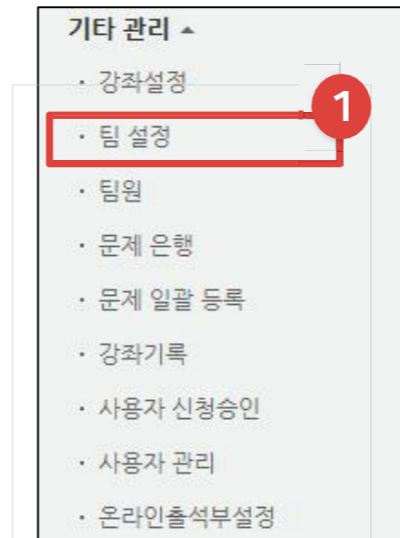 기타 관리 ▲
· 강좌설정
1
· 팀 설정
· 팀원
· 문제 은행
· 문제 일괄 등록
· 강좌기록
· 사용자 신청승인
· 사용자 관리
· 온라인출석부설정